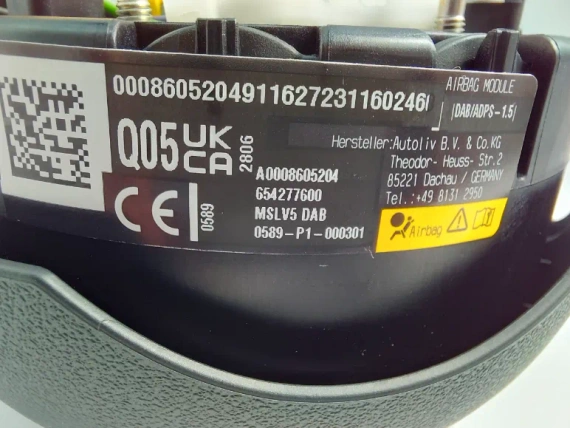 00086052049116272311602461
AIRBAG MODULE
(DAB/ADPS-1.5)
Q05 UK CA 2806
Hersteller:Autoliv B.V. & Co.KG
Theodor-Heuss-Str.2
85221 Dachau / GERMANY
Tel.:+49 8131 2950
A0008605204
654277600
MSLV5 DAB
0589-P1-000301
CE 0589
Airbag